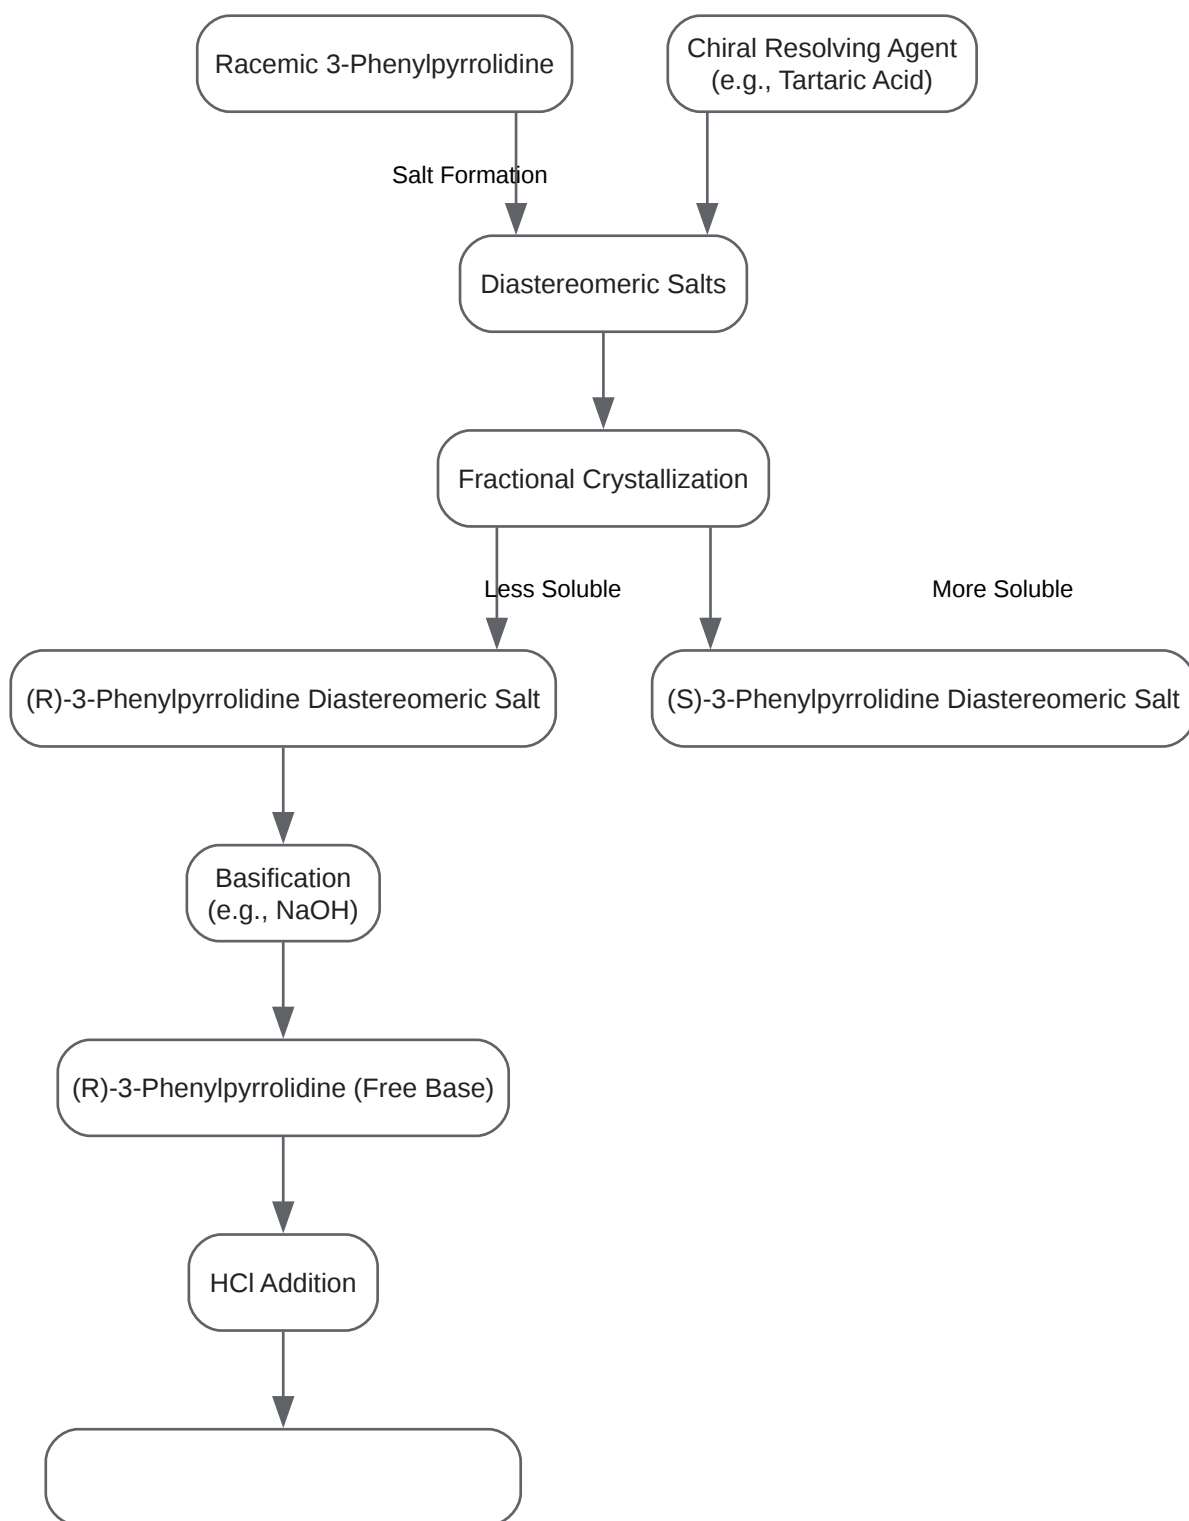 Racemic 3-Phenylpyrrolidine
Chiral Resolving Agent
(e.g., Tartaric Acid)
Salt Formation
Diastereomeric Salts
Fractional Crystallization
Less Soluble
More Soluble
(R)-3-Phenylpyrrolidine Diastereomeric Salt
(S)-3-Phenylpyrrolidine Diastereomeric Salt
Basification
(e.g., NaOH)
(R)-3-Phenylpyrrolidine (Free Base)
HCl Addition